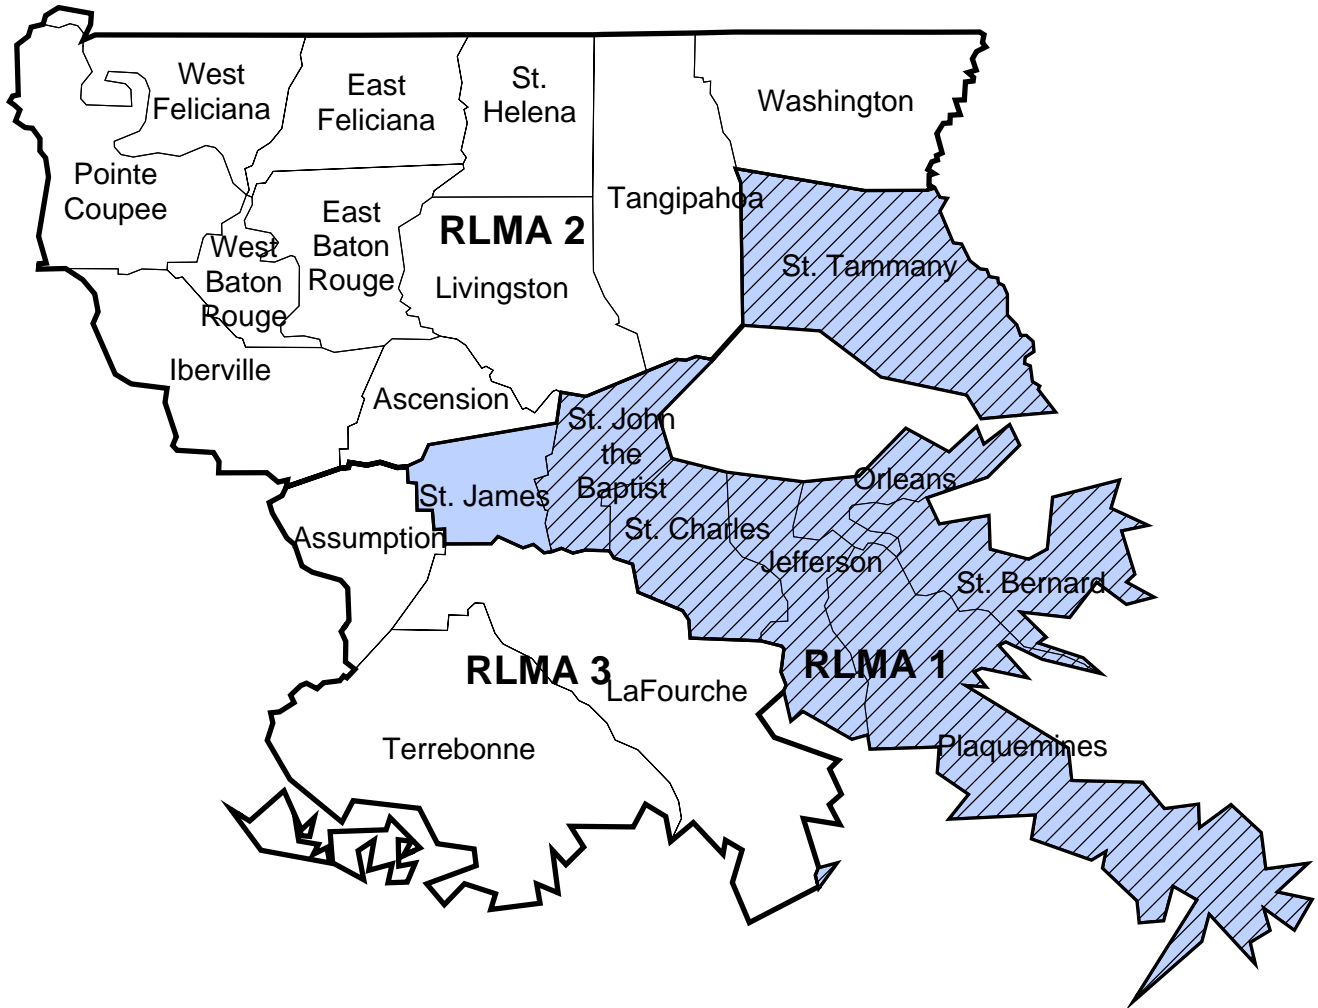 West
Feliciana
East
Feliciana
St.
Helena
Washington
Pointe
Coupee
Tangipahoa
East
Baton
Rouge
RLMA 2
West
Baton
Rouge
Livingston
St. Tammany
Iberville
Ascension
St. John
the
Baptist
St. James
Orleans
St. Charles
Assumption
Jefferson
St. Bernard
RLMA 3
RLMA 1
LaFourche
Terrebonne
Plaquemines